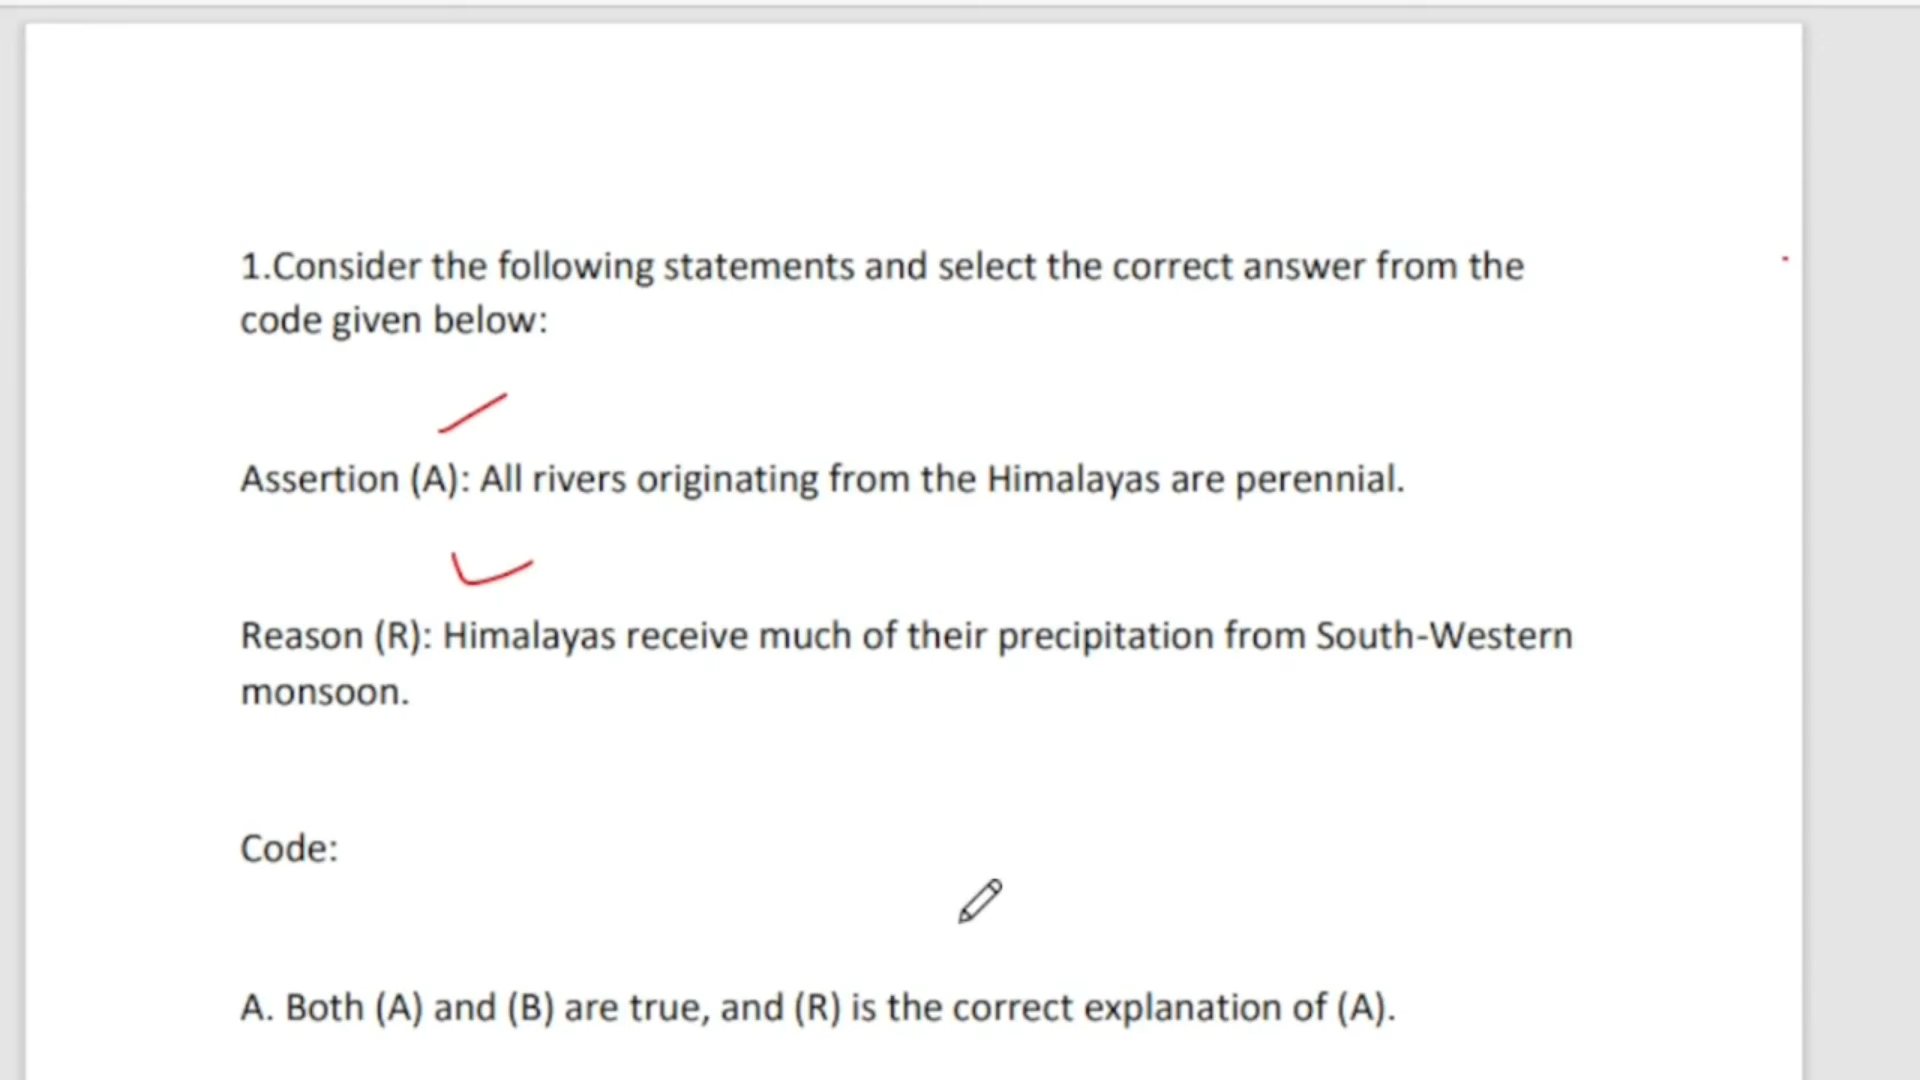 1.Consider the following statements and select the correct answer from the
code given below:
Assertion (A): All rivers originating from the Himalayas are perennial.
Reason (R): Himalayas receive much of their precipitation from South-Western
monsoon.
Code:
A. Both (A) and (B) are true, and (R) is the correct explanation of (A).